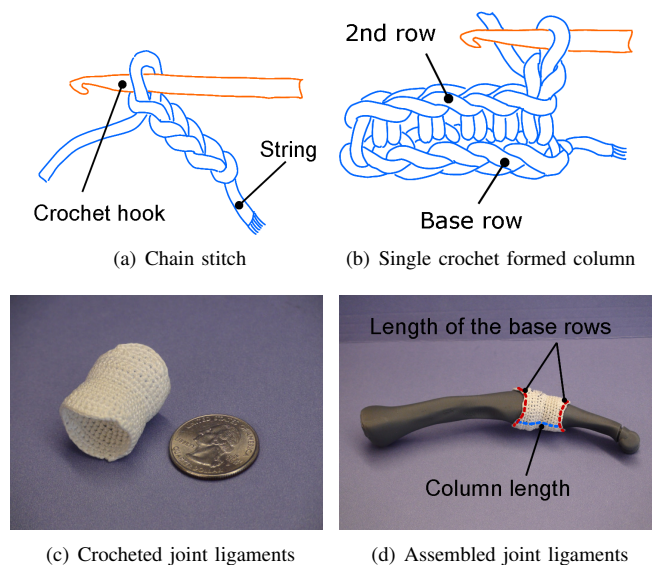 2nd row
String
Crochet hook
Base row
(a) Chain stitch
(b) Single crochet formed column
Length of the base rows
Column length
(c) Crocheted joint ligaments
(d) Assembled joint ligaments